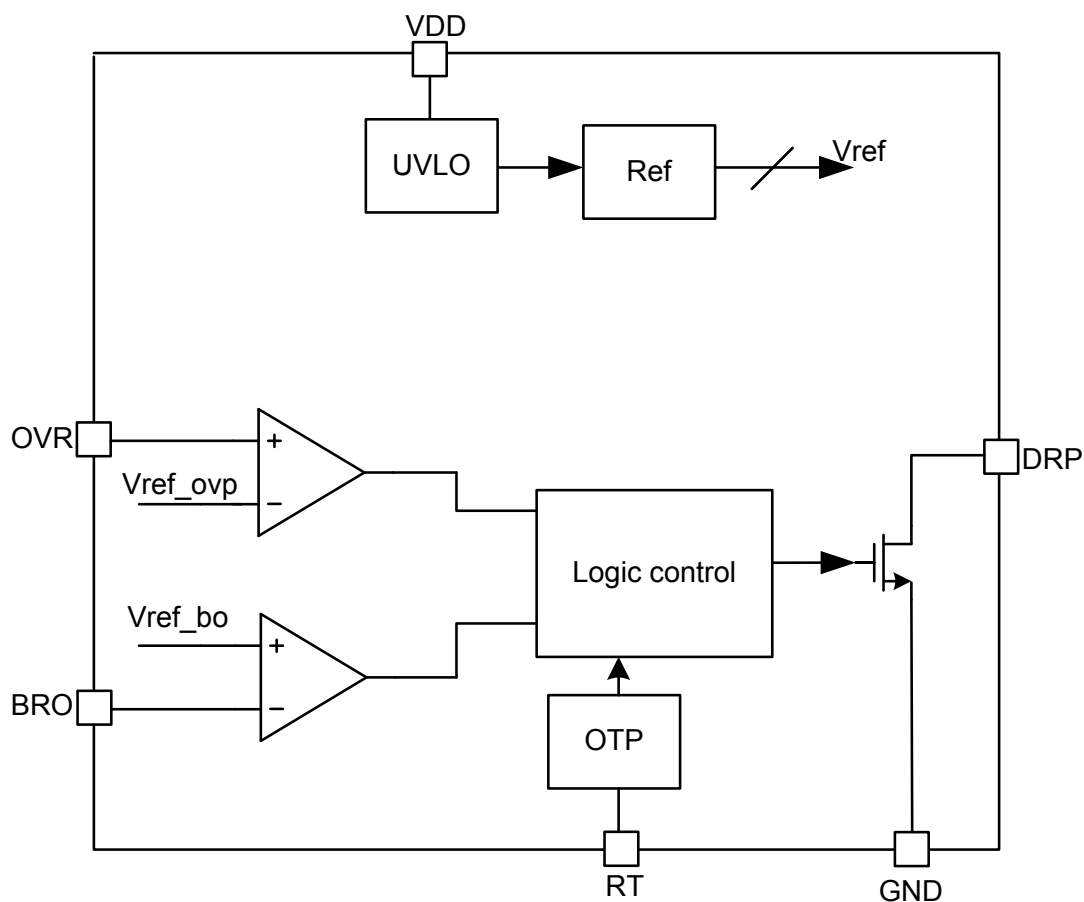 VDD
UVLO
Ref
Vref
OVR
+
Vref_ovp
−
DRP
Logic control
Vref_bo
+
BRO
−
OTP
RT
GND